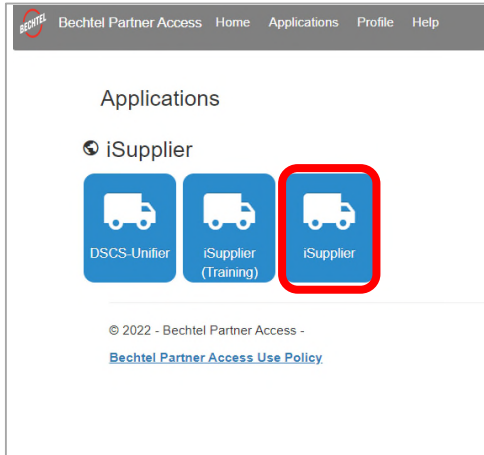 BECHTEL Bechtel Partner Access Home Applications Profile Help
Applications
iSupplier
DSCS-Unifier iSupplier (Training) iSupplier
© 2022 - Bechtel Partner Access -
Bechtel Partner Access Use Policy